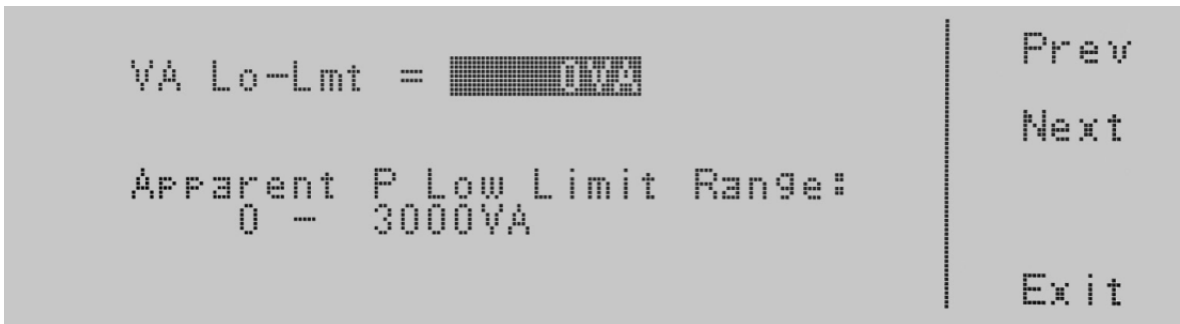 VA Lo-Lmt = 0VA
Apparent P Low Limit Range:
0 - 3000VA
Prev
Next
Exit